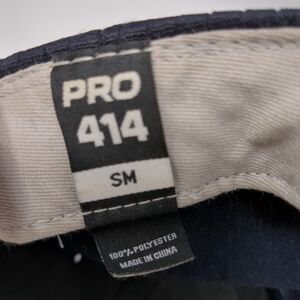 PRO
414
SM
100% POLYESTER
MADE IN CHINA